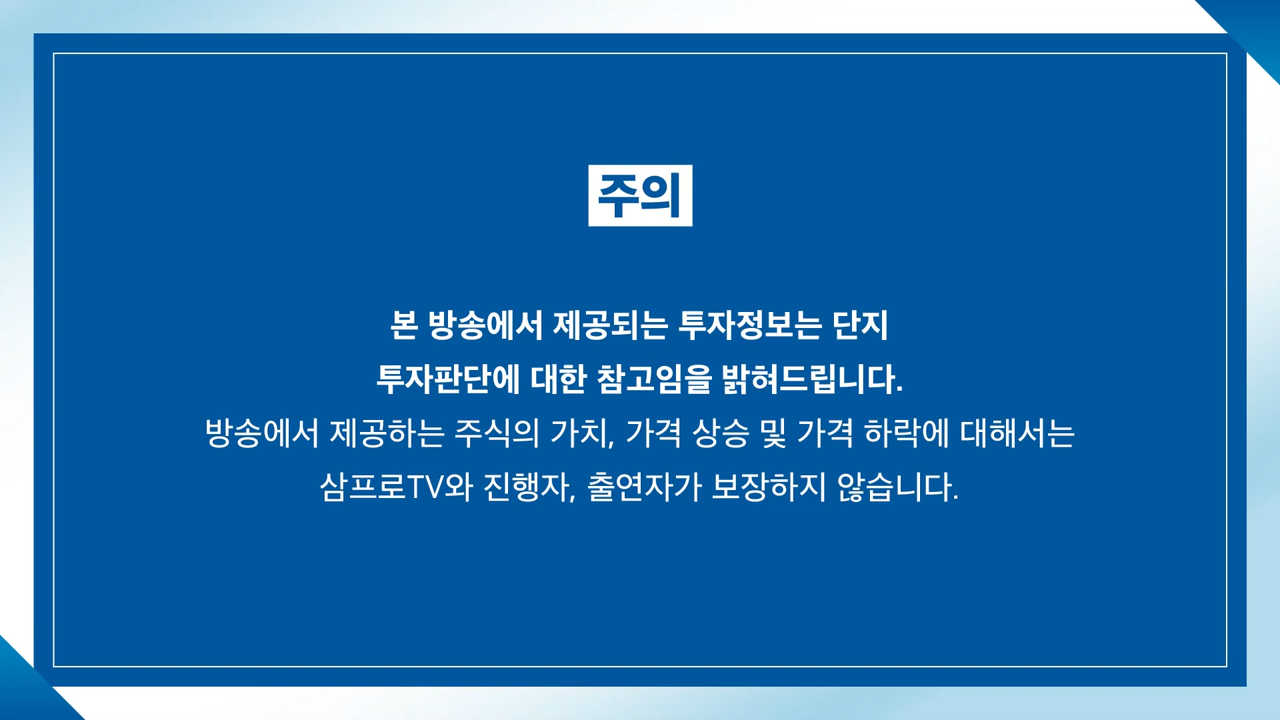 주의
본 방송에서 제공되는 투자정보는 단지
투자판단에 대한 참고임을 밝혀드립니다.
방송에서 제공하는 주식의 가치, 가격 상승 및 가격 하락에 대해서는
삼프로TV와 진행자, 출연자가 보장하지 않습니다.